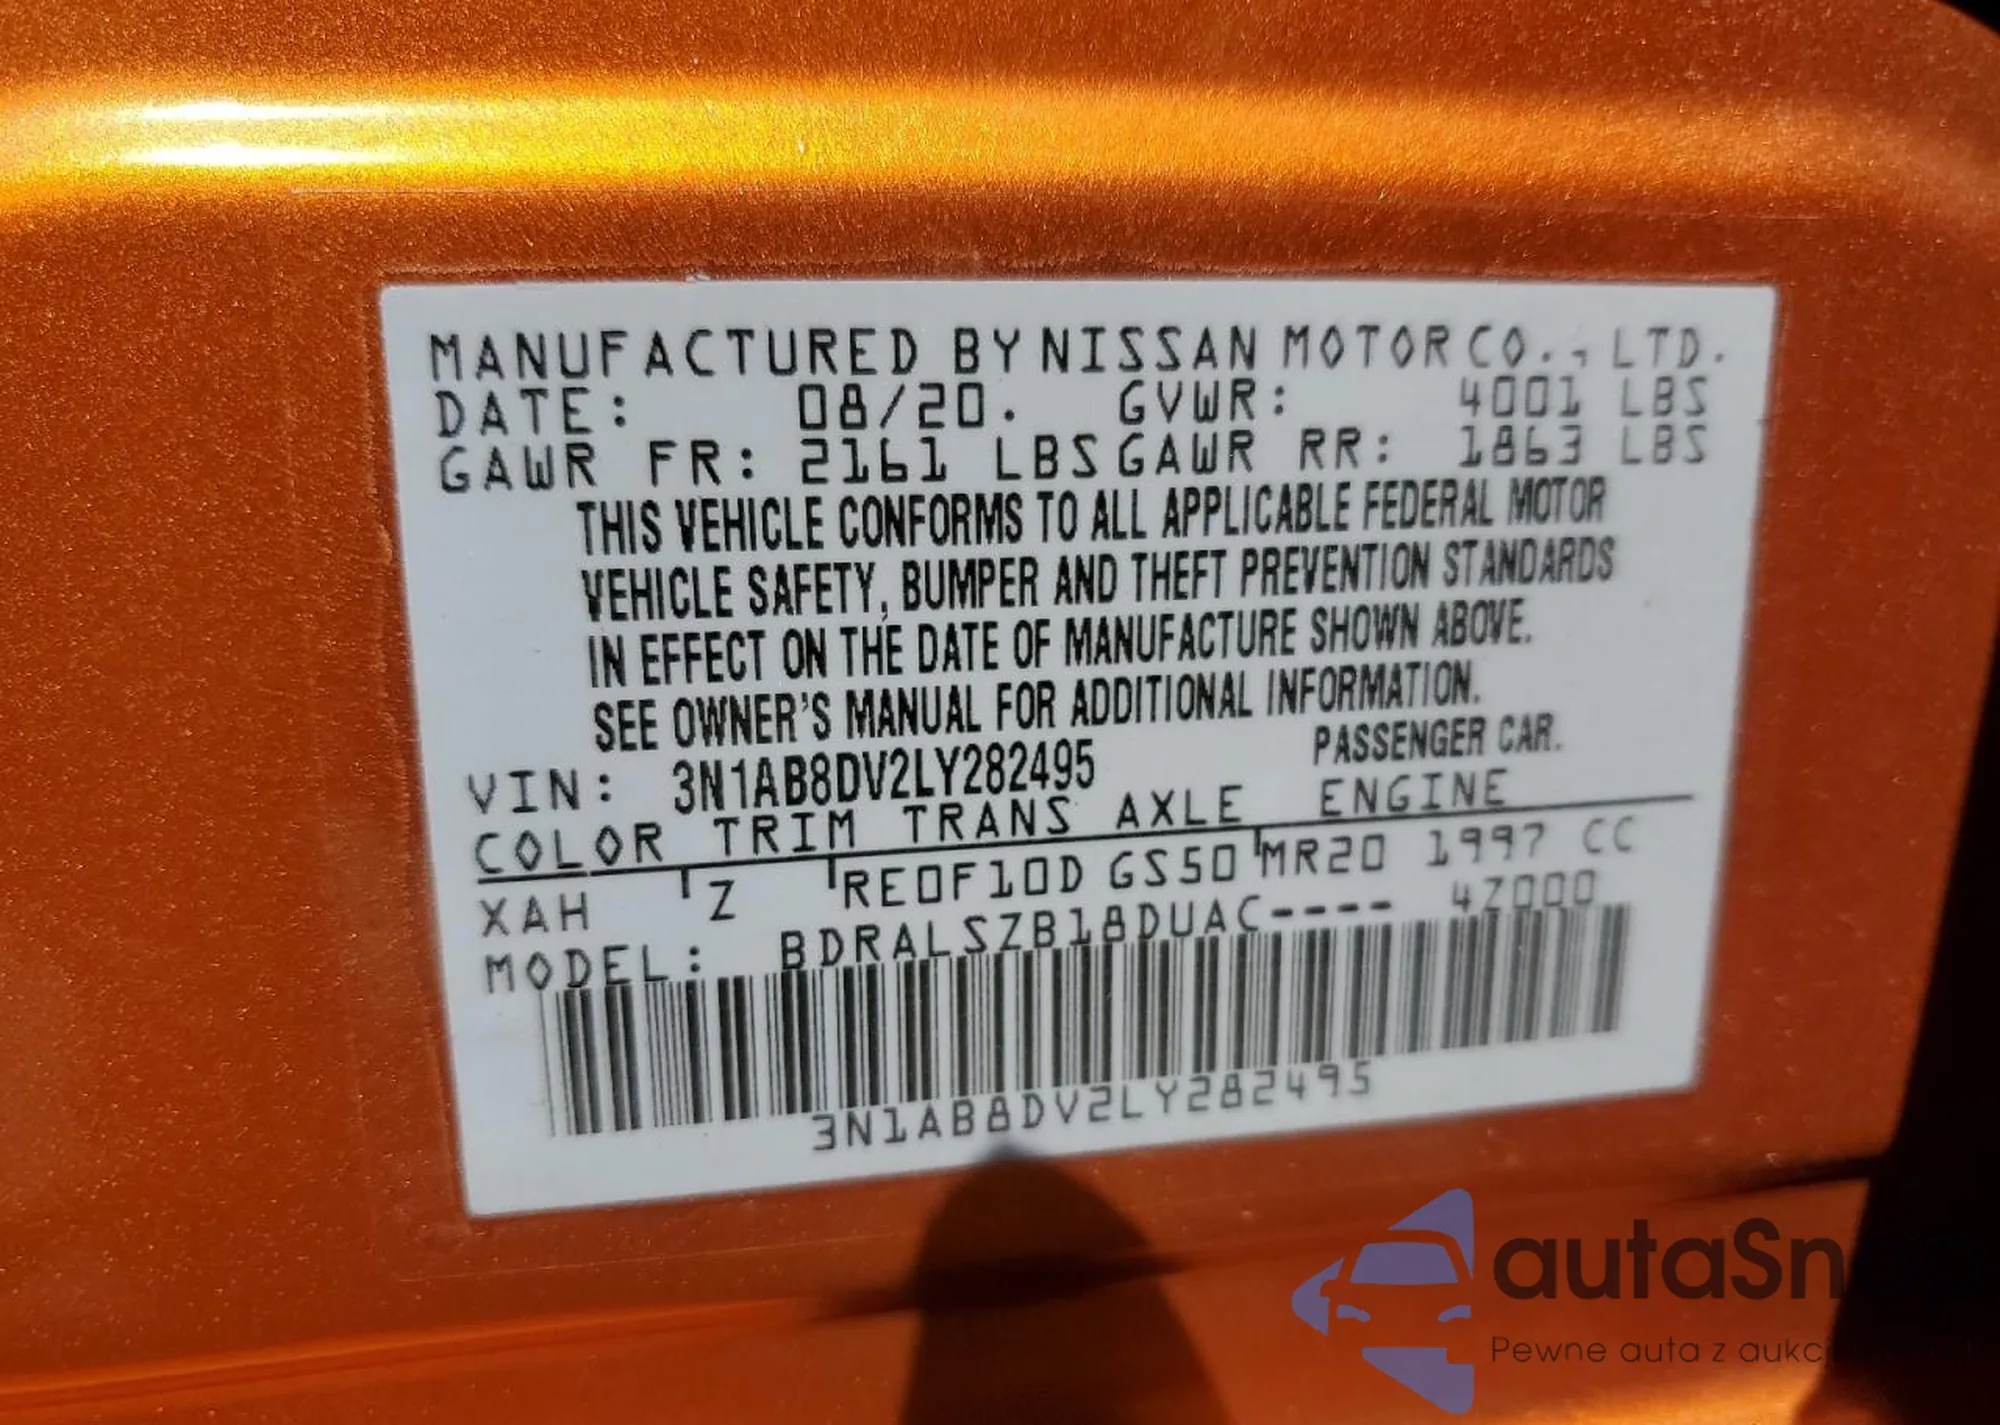 MANUFACTURED BY NISSAN MOTOR CO., LTD.
DATE: 08/20. GVWR: 4001 LBS
GAWR FR: 2161 LBS GAWR RR: 1863 LBS
THIS VEHICLE CONFORMS TO ALL APPLICABLE FEDERAL MOTOR
VEHICLE SAFETY, BUMPER AND THEFT PREVENTION STANDARDS
IN EFFECT ON THE DATE OF MANUFACTURE SHOWN ABOVE.
SEE OWNER'S MANUAL FOR ADDITIONAL INFORMATION.
VIN: 3N1AB8DV2LY282495 PASSENGER CAR.
COLOR TRIM TRANS AXLE ENGINE
XAH Z RE0F10D GS50 MR20 1997 CC
MODEL: BDRALSZB18DUAC---- 4Z000
3N1AB8DV2LY282495
autaSnap
Pewne auta z